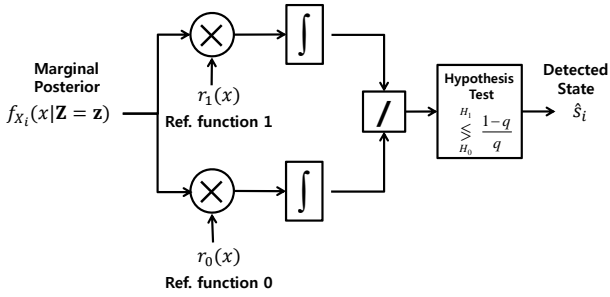 Marginal
Posterior
f_{X_i}(x|𝐙 = 𝐳)
×
r_1(x)
Ref. function 1
∫
×
r_0(x)
Ref. function 0
∫
/
Hypothesis
Test
H_1
≶ (1−q)/q
H_0
Detected
State
ŝ_i